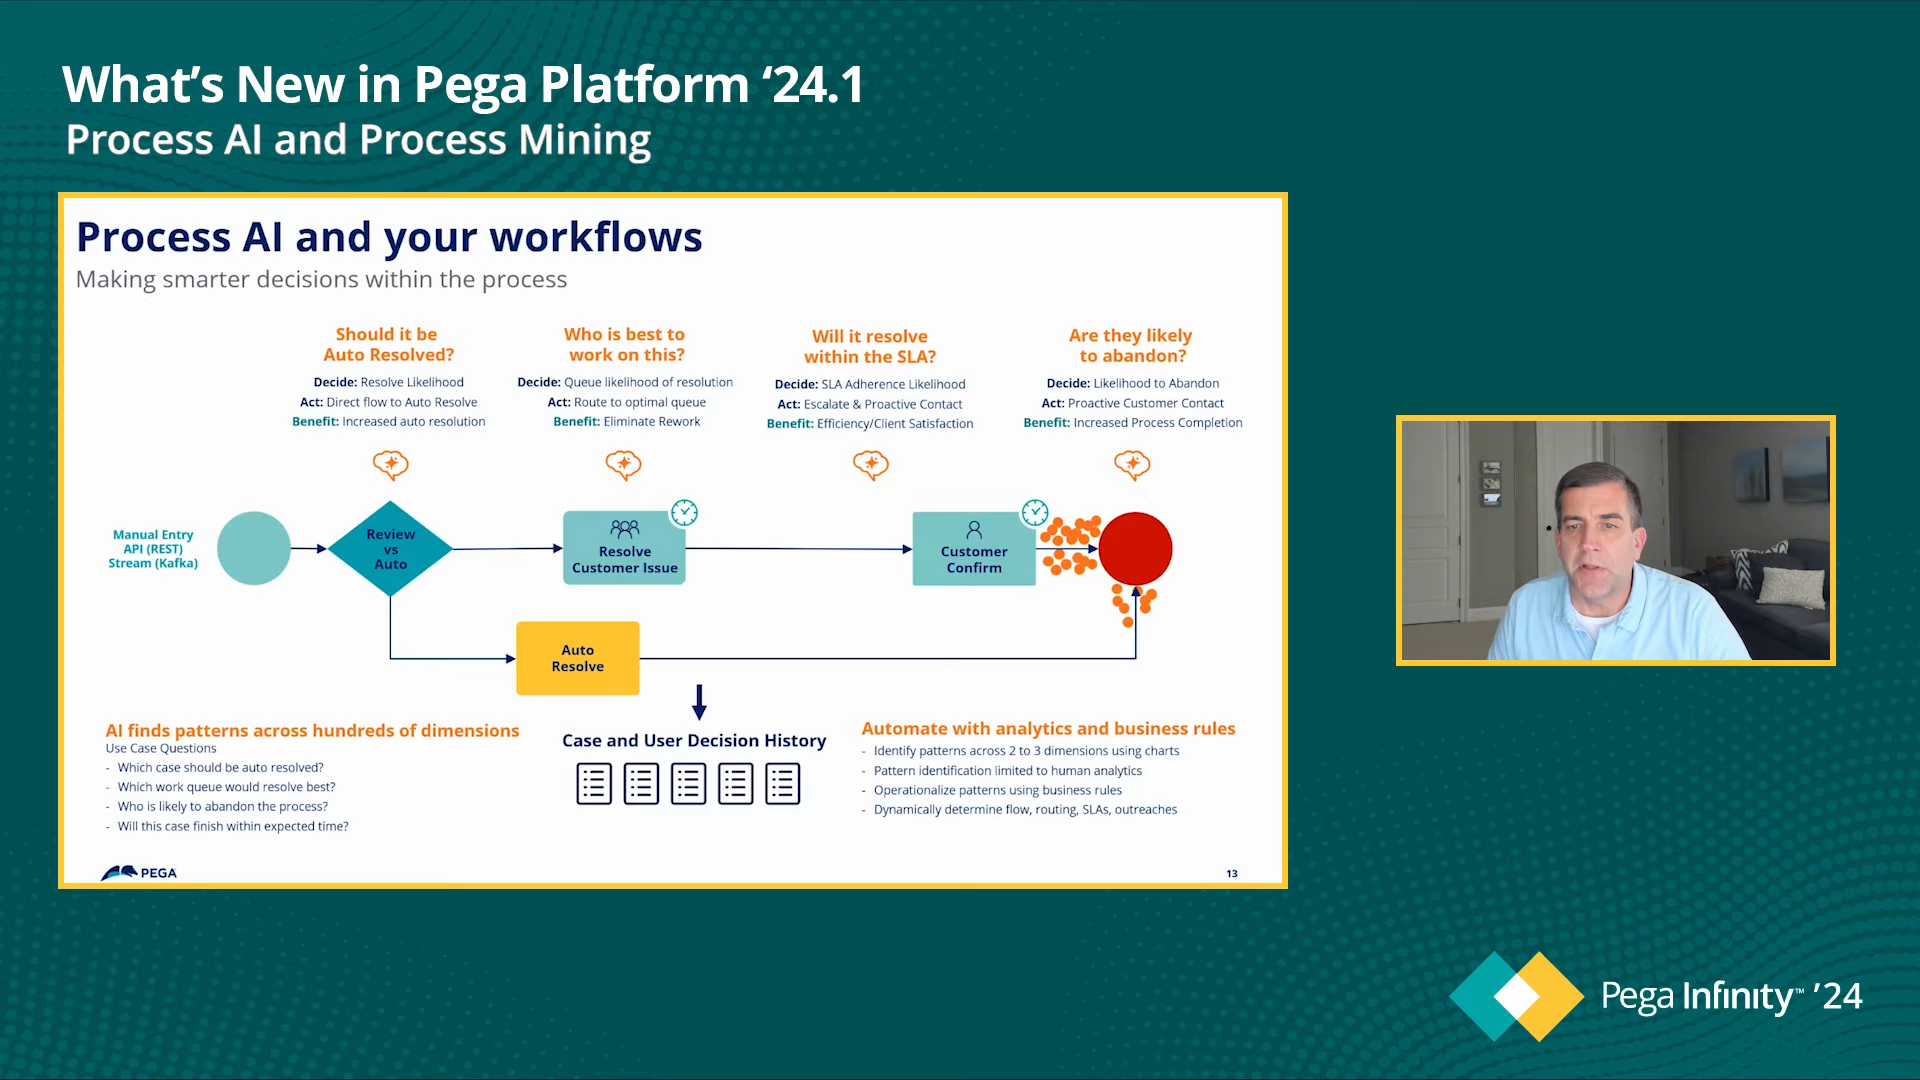 What's New in Pega Platform ‘24.1
Process AI and Process Mining
Process AI and your workflows
Making smarter decisions within the process
Should it be
Auto Resolved?
Decide: Resolve Likelihood
Act: Direct flow to Auto Resolve
Benefit: Increased auto resolution
Who is best to
work on this?
Decide: Queue likelihood of resolution
Act: Route to optimal queue
Benefit: Eliminate Rework
Will it resolve
within the SLA?
Decide: SLA Adherence Likelihood
Act: Escalate & Proactive Contact
Benefit: Efficiency/Client Satisfaction
Are they likely
to abandon?
Decide: Likelihood to Abandon
Act: Proactive Customer Contact
Benefit: Increased Process Completion
Manual Entry
API (REST)
Stream (Kafka)
Review
vs
Auto
Resolve
Customer Issue
Customer
Confirm
Auto
Resolve
AI finds patterns across hundreds of dimensions
Use Case Questions
- Which case should be auto resolved?
- Which work queue would resolve best?
- Who is likely to abandon the process?
- Will this case finish within expected time?
Case and User Decision History
Automate with analytics and business rules
- Identify patterns across 2 to 3 dimensions using charts
- Pattern identification limited to human analytics
- Operationalize patterns using business rules
- Dynamically determine flow, routing, SLAs, outreaches
PEGA
13
Pega Infinity™ ’24